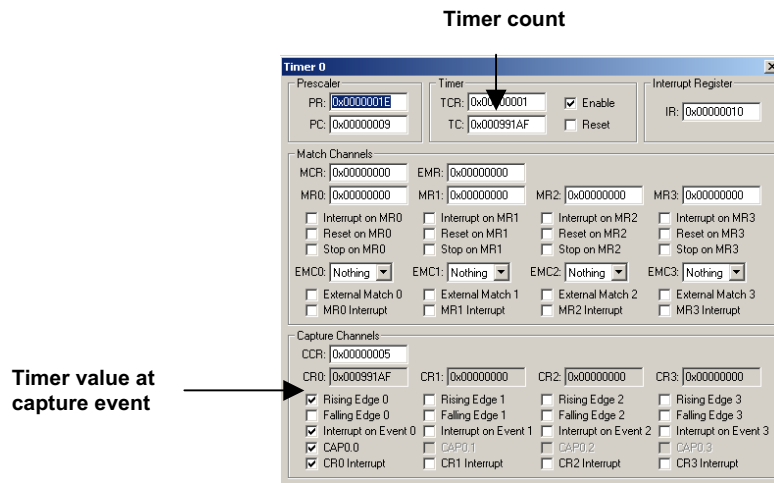 Timer count
Timer 0
Prescaler Timer Interrupt Register
PR: 0x0000001E TCR: 0x00000001 Enable IR: 0x00000010
PC: 0x00000009 TC: 0x000991AF Reset
Match Channels
MCR: 0x00000000 EMR: 0x00000000
MR0: 0x00000000 MR1: 0x00000000 MR2: 0x00000000 MR3: 0x00000000
Interrupt on MR0 Interrupt on MR1 Interrupt on MR2 Interrupt on MR3
Reset on MR0 Reset on MR1 Reset on MR2 Reset on MR3
Stop on MR0 Stop on MR1 Stop on MR2 Stop on MR3
EMC0: Nothing EMC1: Nothing EMC2: Nothing EMC3: Nothing
External Match 0 External Match 1 External Match 2 External Match 3
MR0 Interrupt MR1 Interrupt MR2 Interrupt MR3 Interrupt
Capture Channels
CCR: 0x00000005
CR0: 0x000991AF CR1: 0x00000000 CR2: 0x00000000 CR3: 0x00000000
Timer value at
capture event
Rising Edge 0 Rising Edge 1 Rising Edge 2 Rising Edge 3
Falling Edge 0 Falling Edge 1 Falling Edge 2 Falling Edge 3
Interrupt on Event 0 Interrupt on Event 1 Interrupt on Event 2 Interrupt on Event 3
CAP0.0 CAP0.1 CAP0.2 CAP0.3
CR0 Interrupt CR1 Interrupt CR2 Interrupt CR3 Interrupt